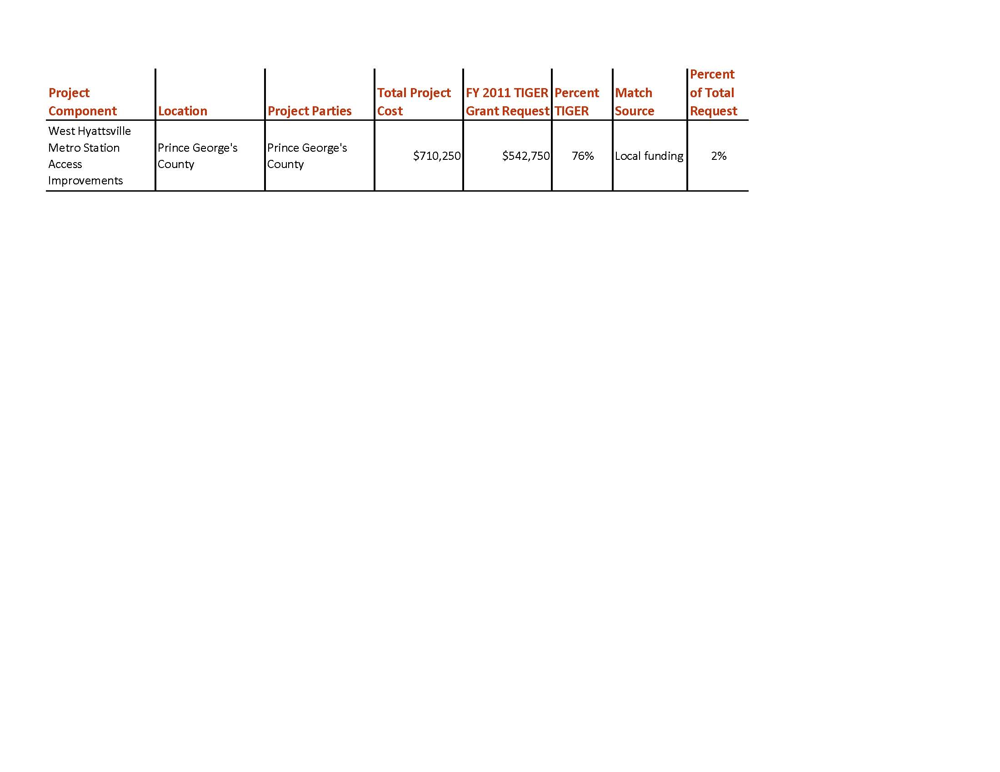 Project
Component
Location
Project Parties
Total Project
Cost
FY 2011 TIGER
Grant Request
Percent
TIGER
Match
Source
Percent
of Total
Request
West Hyattsville
Metro Station
Access
Improvements
Prince George's
County
Prince George's
County
$710,250
$542,750
76%
Local funding
2%